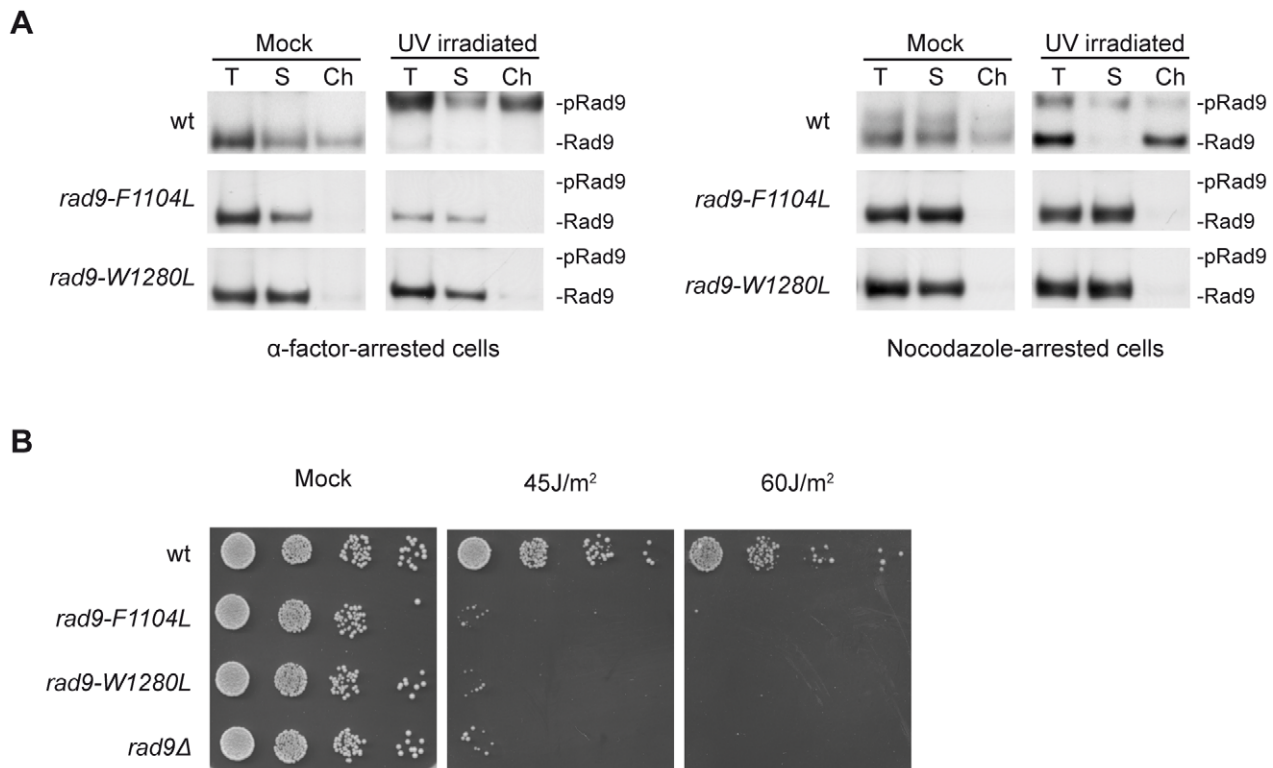 A
Mock UV irradiated Mock UV irradiated
T S Ch T S Ch T S Ch T S Ch
wt -pRad9 wt -pRad9
-Rad9 -Rad9
rad9-F1104L -pRad9 rad9-F1104L -pRad9
-Rad9 -Rad9
rad9-W1280L -pRad9 rad9-W1280L -pRad9
-Rad9 -Rad9
α-factor-arrested cells Nocodazole-arrested cells
B
Mock 45J/m² 60J/m²
wt
rad9-F1104L
rad9-W1280L
rad9Δ